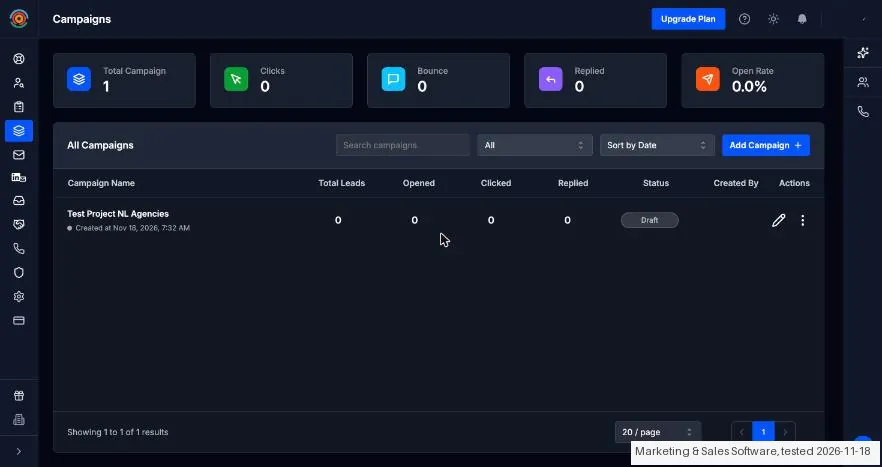 Campaigns
Upgrade Plan
Total Campaign
1
Clicks
0
Bounce
0
Replied
0
Open Rate
0.0%
All Campaigns
Search campaigns
All
Sort by Date
Add Campaign +
Campaign Name Total Leads Opened Clicked Replied Status Created By Actions
Test Project NL Agencies
Created at Nov 18, 2026, 7:32 AM
0 0 0 0 Draft
Showing 1 to 1 of 1 results
20 / page
1
Marketing & Sales Software, tested 2026-11-18